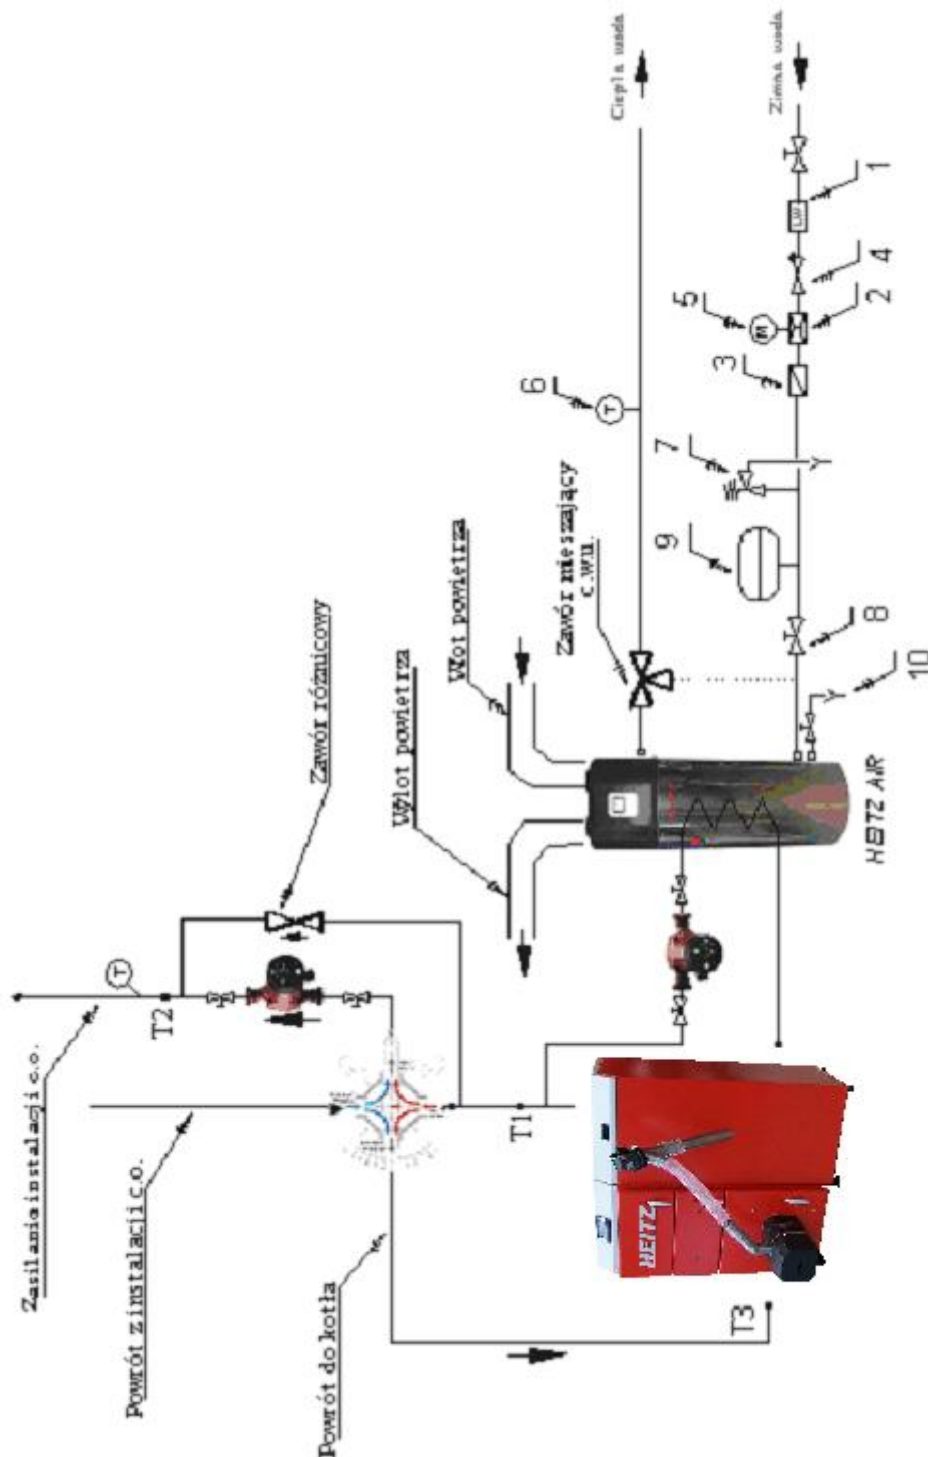 Zasilanie instalacji c.o.
Powrót z instalacji c.o.
Powrót do kotła
T
T2
T1
T3
Zawór różnicowy
Wylot powietrza
Wlot powietrza
Zawór mieszający
c.w.u.
HEITZ
HEITZ AIR
Ciepła woda
Zimna woda
T
6
5
M
3
7
9
LW
1
4
2
8
10